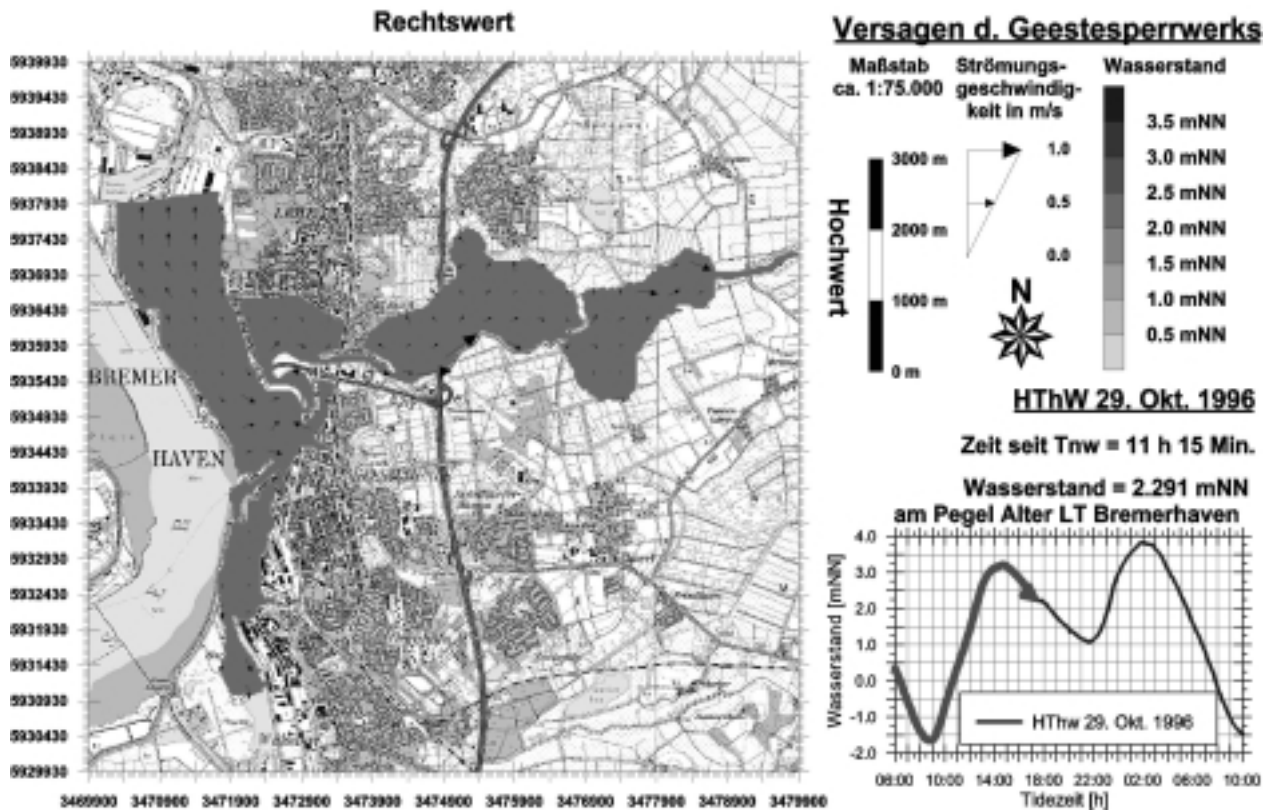 Rechtswert
5939930
5939430
5938930
5938430
5937930
5937430
5936930
5936430
5935930
5935430
5934930
5934430
5933930
5933430
5932930
5932430
5931930
5931430
5930930
5930430
5929930
3469900 3470900 3471900 3472900 3473900 3474900 3475900 3476900 3477900 3478900 3479900
LEHE
BREMER
HAVEN
Hochwert
Versagen d. Geestesperrwerks
Maßstab
ca. 1:75.000
3000 m
2000 m
1000 m
0 m
Strömungs-
geschwindig-
keit in m/s
1.0
0.5
0.0
N
Wasserstand
3.5 mNN
3.0 mNN
2.5 mNN
2.0 mNN
1.5 mNN
1.0 mNN
0.5 mNN
HThW 29. Okt. 1996
Zeit seit Tnw = 11 h 15 Min.
Wasserstand = 2.291 mNN
am Pegel Alter LT Bremerhaven
Wasserstand [mNN]
4.0
3.0
2.0
1.0
0.0
-1.0
-2.0
HThw 29. Okt. 1996
06:00 10:00 14:00 18:00 22:00 02:00 06:00 10:00
Tidezeit [h]